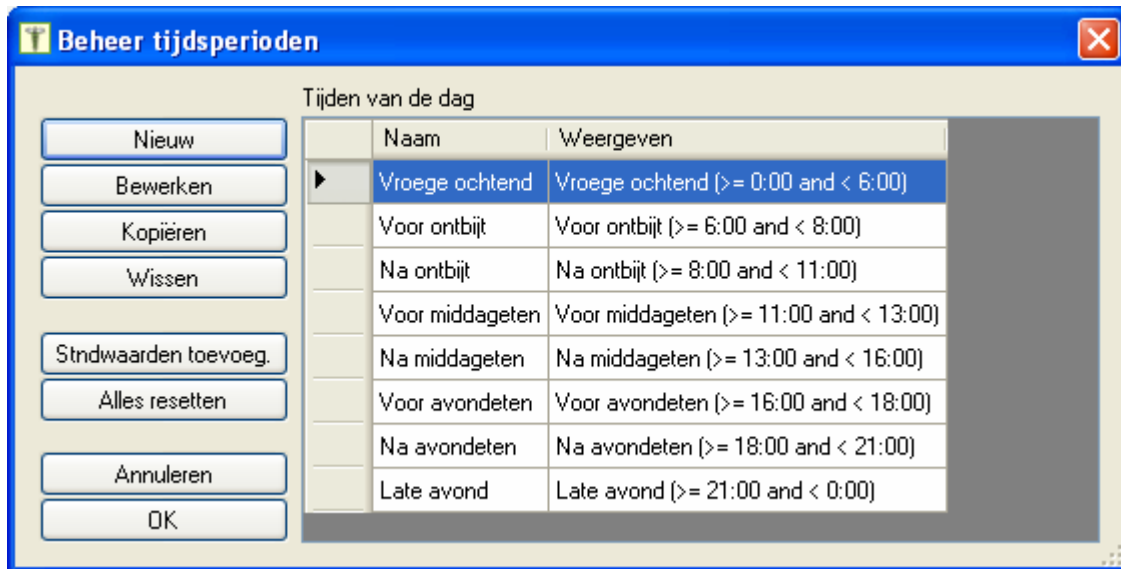 Beheer tijdsperioden
Tijden van de dag
Nieuw
Bewerken
Kopiëren
Wissen
Stndwaarden toevoeg.
Alles resetten
Annuleren
OK
Naam Weergeven
Vroege ochtend Vroege ochtend (>= 0:00 and < 6:00)
Voor ontbijt Voor ontbijt (>= 6:00 and < 8:00)
Na ontbijt Na ontbijt (>= 8:00 and < 11:00)
Voor middageten Voor middageten (>= 11:00 and < 13:00)
Na middageten Na middageten (>= 13:00 and < 16:00)
Voor avondeten Voor avondeten (>= 16:00 and < 18:00)
Na avondeten Na avondeten (>= 18:00 and < 21:00)
Late avond Late avond (>= 21:00 and < 0:00)